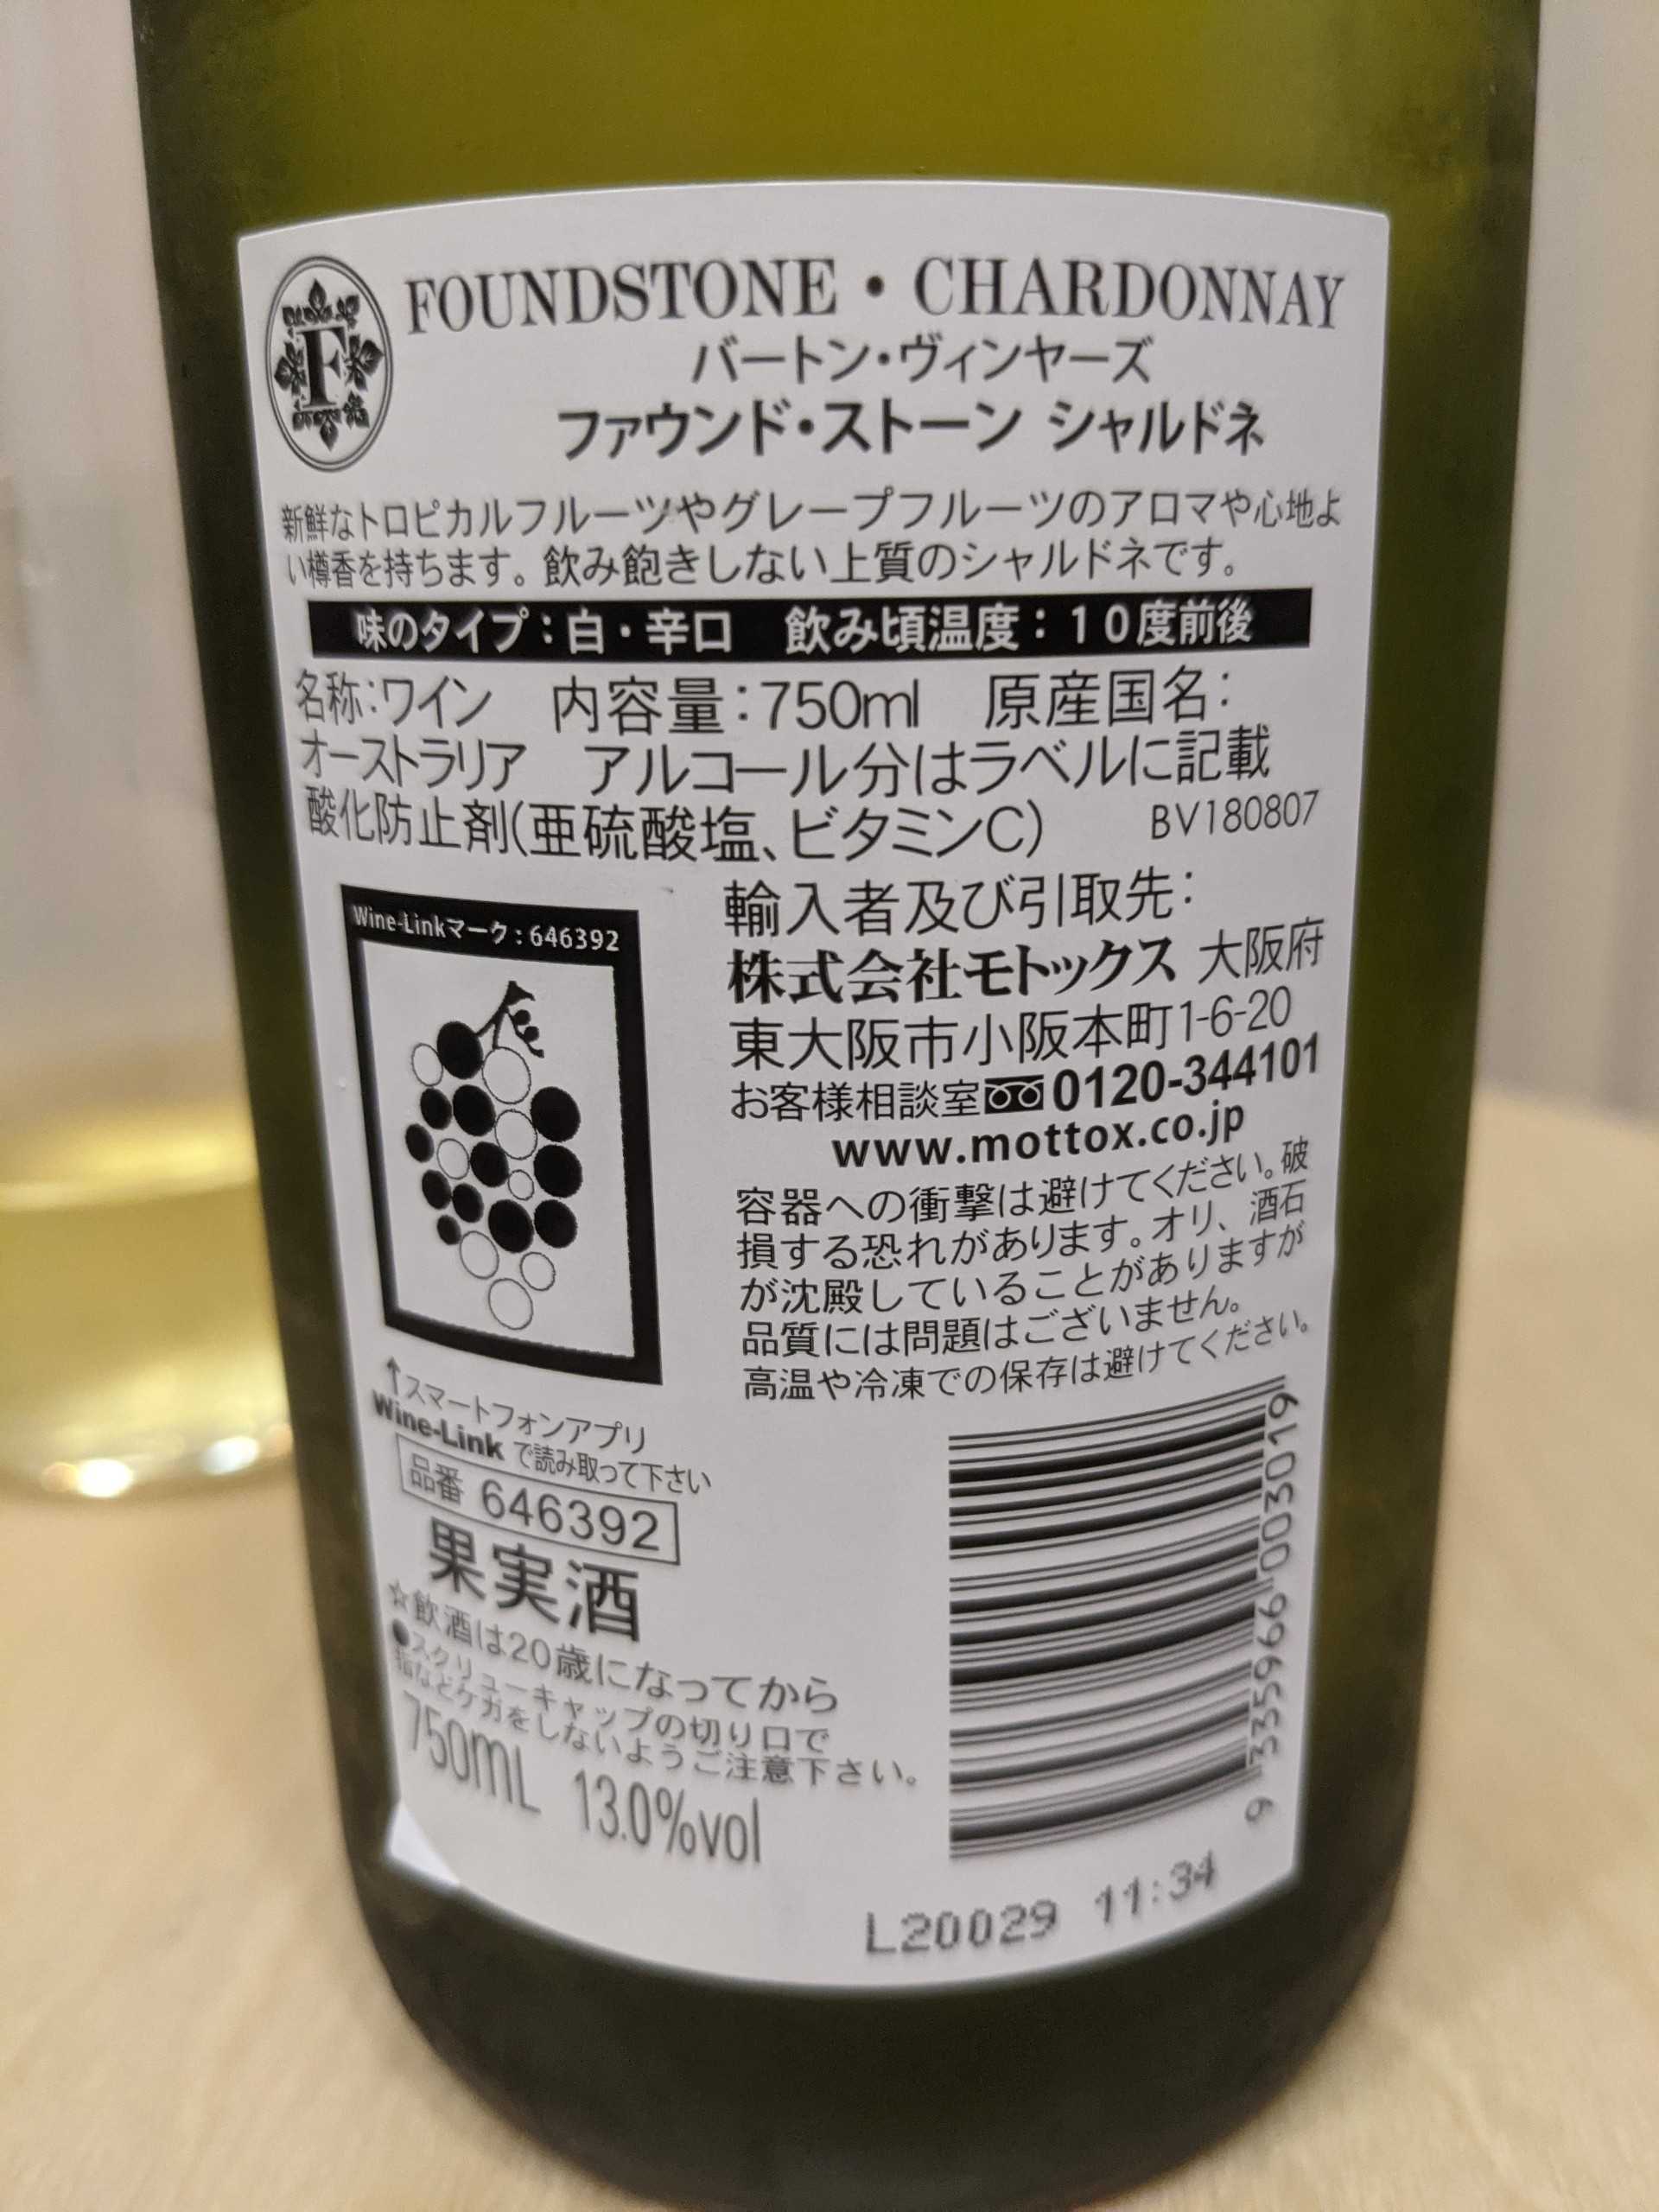 F
FOUNDSTONE・CHARDONNAY
バートン・ヴィンヤーズ
ファウンド・ストーン シャルドネ
新鮮なトロピカルフルーツやグレープフルーツのアロマや心地よ
い樽香を持ちます。飲み飽きしない上質のシャルドネです。
味のタイプ：白・辛口　飲み頃温度：１０度前後
名称：ワイン　内容量：750ml　原産国名：
オーストラリア　アルコール分はラベルに記載
酸化防止剤(亜硫酸塩、ビタミンC)　BV180807
Wine-Linkマーク：646392
↑スマートフォンアプリ
Wine-Link で読み取って下さい
品番 646392
果実酒
☆飲酒は20歳になってから
●スクリューキャップの切り口で
指などケガをしないようご注意下さい。
750mL 13.0%vol
輸入者及び引取先：
株式会社モトックス 大阪府
東大阪市小阪本町1-6-20
お客様相談室 0120-344101
www.mottox.co.jp
容器への衝撃は避けてください。破
損する恐れがあります。オリ、酒石
が沈殿していることがありますが
品質には問題はございません。
高温や冷凍での保存は避けてください。
9 335966 003019
L20029 11:34